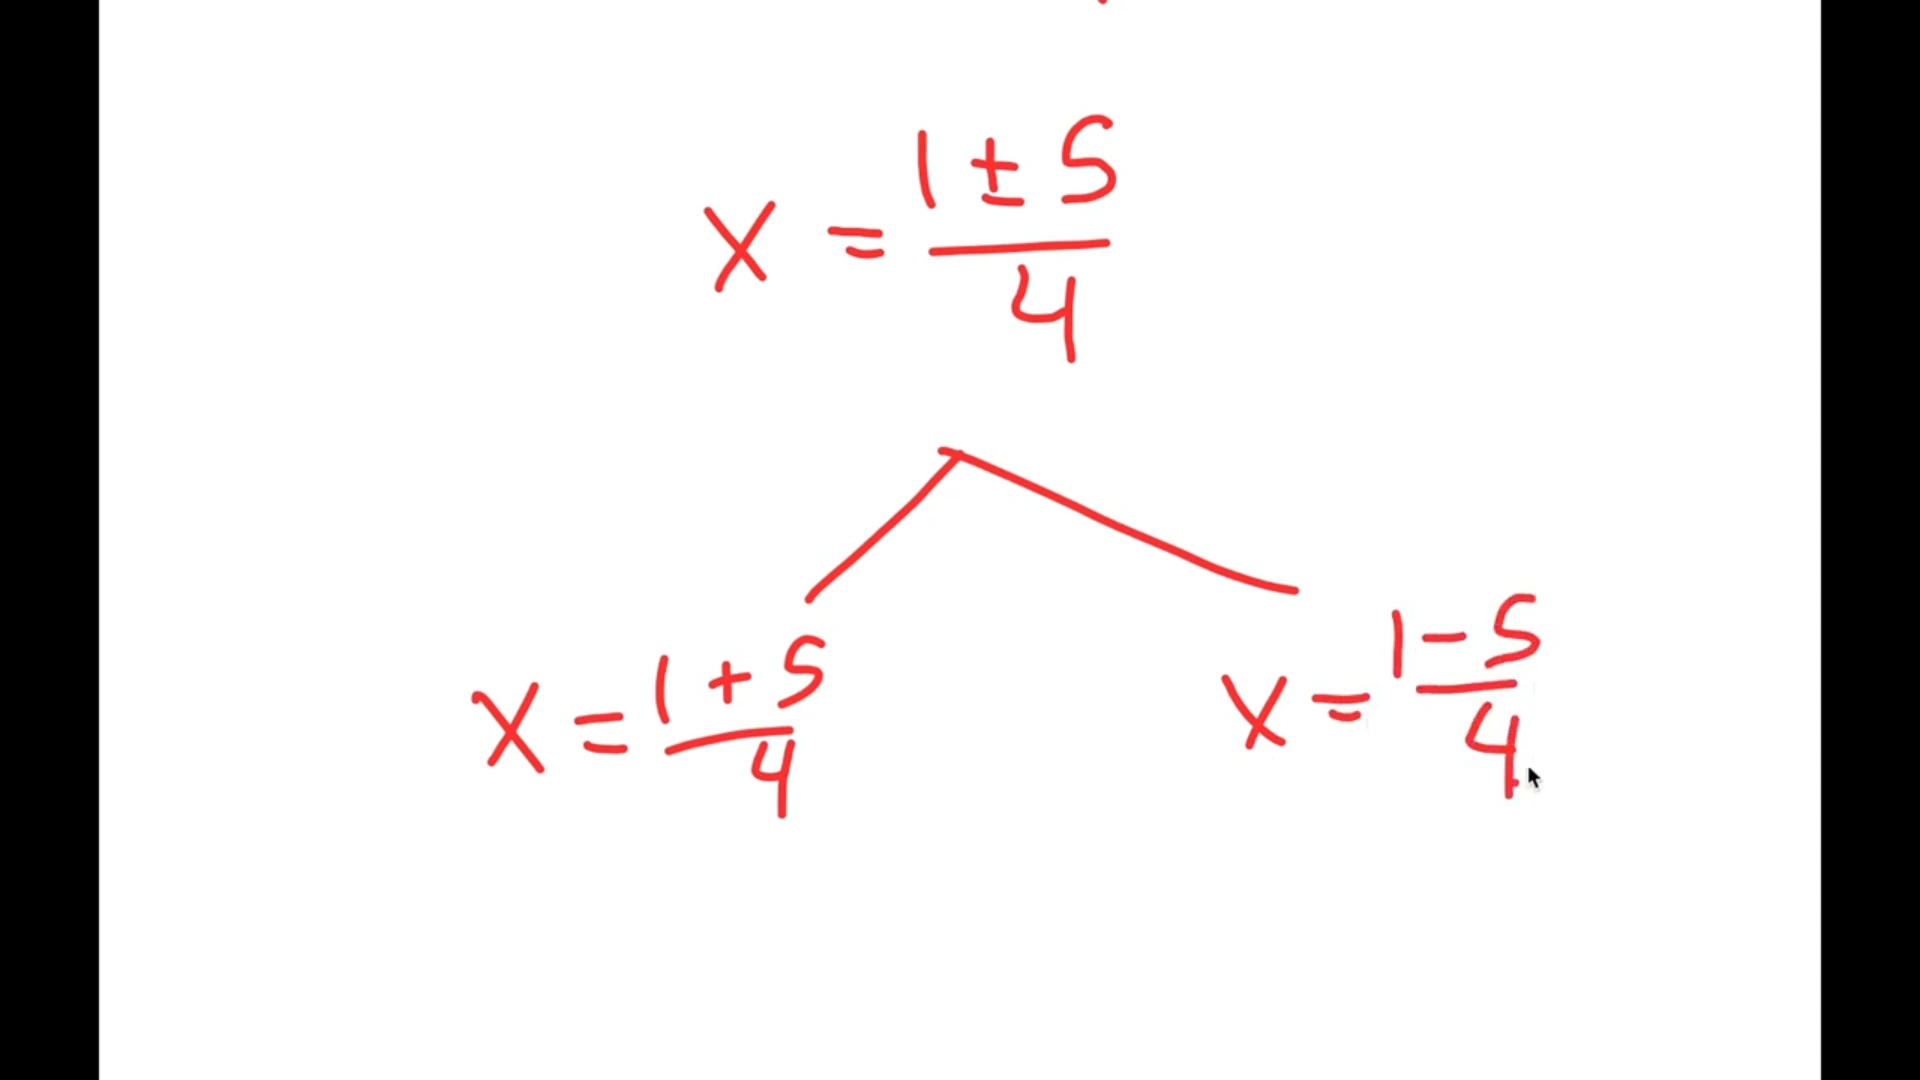 x = (1 ± 5)/4
x = (1 + 5)/4
x = (1 - 5)/4